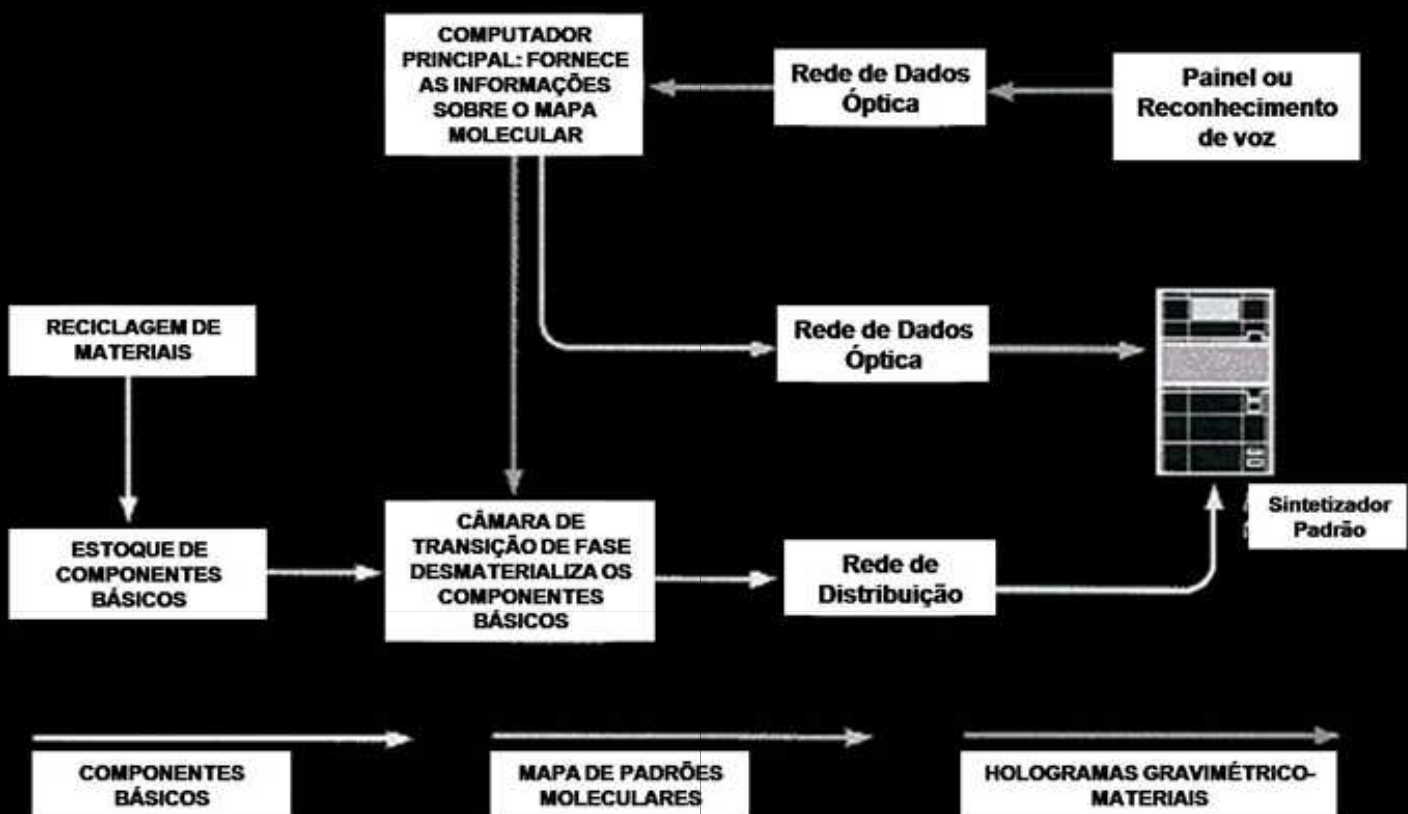 COMPUTADOR
PRINCIPAL: FORNECE
AS INFORMAÇÕES
SOBRE O MAPA
MOLECULAR
Rede de Dados
Óptica
Painel ou
Reconhecimento
de voz
RECICLAGEM DE
MATERIAIS
Rede de Dados
Óptica
Sintetizador
Padrão
ESTOQUE DE
COMPONENTES
BÁSICOS
CÂMARA DE
TRANSIÇÃO DE FASE
DESMATERIALIZA OS
COMPONENTES
BÁSICOS
Rede de
Distribuição
COMPONENTES
BÁSICOS
MAPA DE PADRÕES
MOLECULARES
HOLOGRAMAS GRAVIMÉTRICO-
MATERIAIS